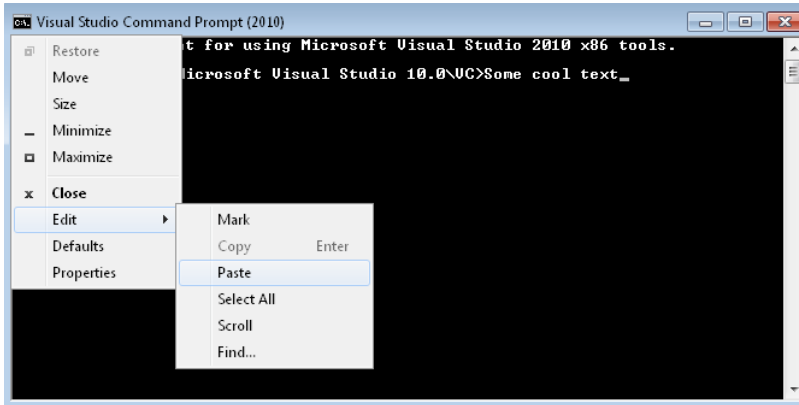 Visual Studio Command Prompt (2010)
t for using Microsoft Visual Studio 2010 x86 tools.
Microsoft Visual Studio 10.0\VC>Some cool text_
Restore
Move
Size
Minimize
Maximize
Close
Edit
Defaults
Properties
Mark
Copy Enter
Paste
Select All
Scroll
Find...